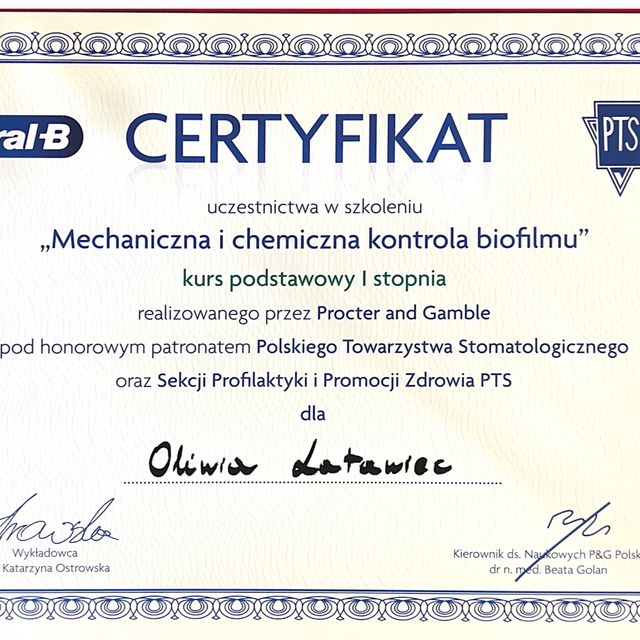 ral-B
CERTYFIKAT
PTS
uczestnictwa w szkoleniu
„Mechaniczna i chemiczna kontrola biofilmu”
kurs podstawowy I stopnia
realizowanego przez Procter and Gamble
pod honorowym patronatem Polskiego Towarzystwa Stomatologicznego
oraz Sekcji Profilaktyki i Promocji Zdrowia PTS
dla
Oliwia Latawiec
Wykładowca
Katarzyna Ostrowska
Kierownik ds. Naukowych P&G Polsk
dr n. med. Beata Golan